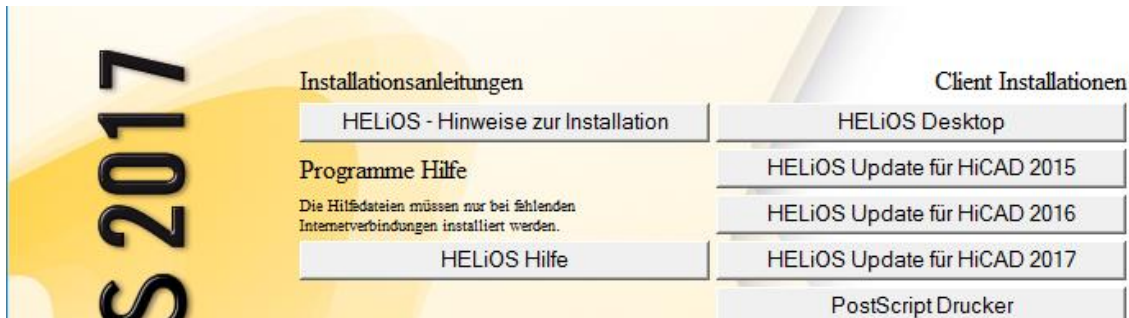 S 2017
Installationsanleitungen
HELiOS - Hinweise zur Installation
Programme Hilfe
Die Hilfedateien müssen nur bei fehlenden
Internetverbindungen installiert werden.
HELiOS Hilfe
Client Installationen
HELiOS Desktop
HELiOS Update für HiCAD 2015
HELiOS Update für HiCAD 2016
HELiOS Update für HiCAD 2017
PostScript Drucker